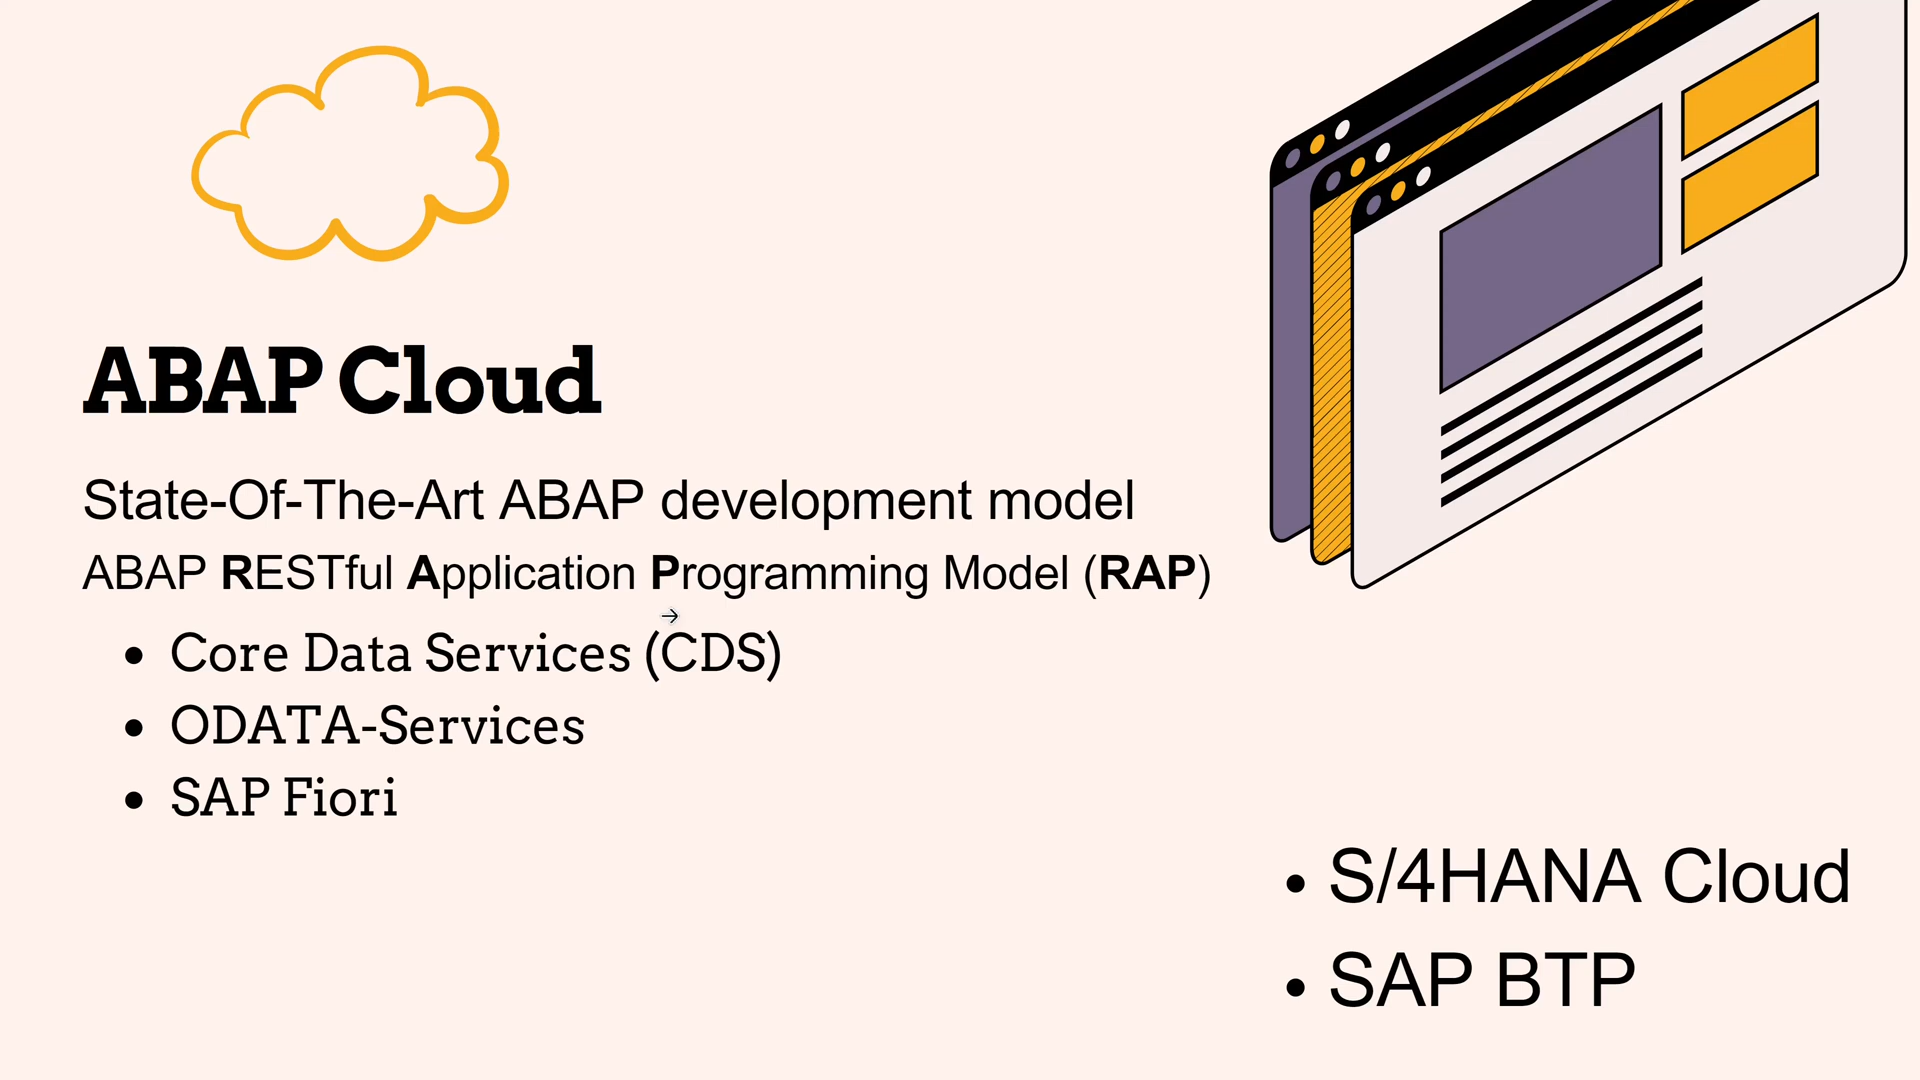 ABAP Cloud
State-Of-The-Art ABAP development model
ABAP RESTful Application Programming Model (RAP)
• Core Data Services (CDS)
• ODATA-Services
• SAP Fiori
• S/4HANA Cloud
• SAP BTP